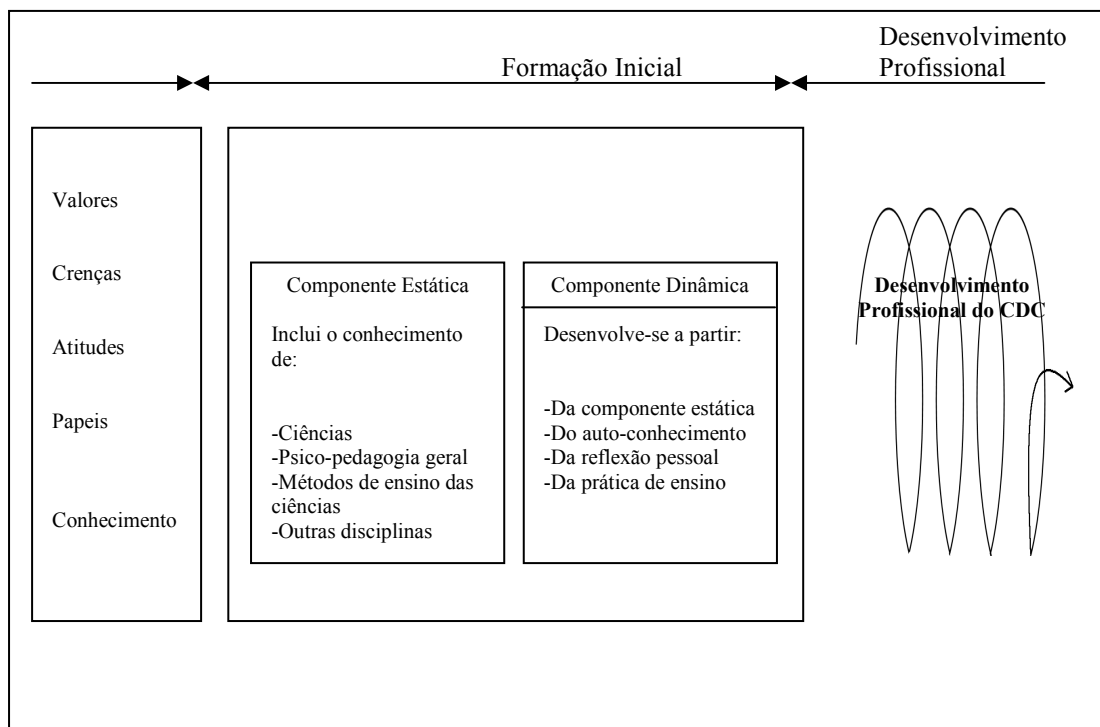 Formação Inicial
Desenvolvimento
Profissional
Valores
Crenças
Atitudes
Papeis
Conhecimento
Componente Estática
Inclui o conhecimento
de:
-Ciências
-Psico-pedagogia geral
-Métodos de ensino das
ciências
-Outras disciplinas
Componente Dinâmica
Desenvolve-se a partir:
-Da componente estática
-Do auto-conhecimento
-Da reflexão pessoal
-Da prática de ensino
Desenvolvimento
Profissional do CDC